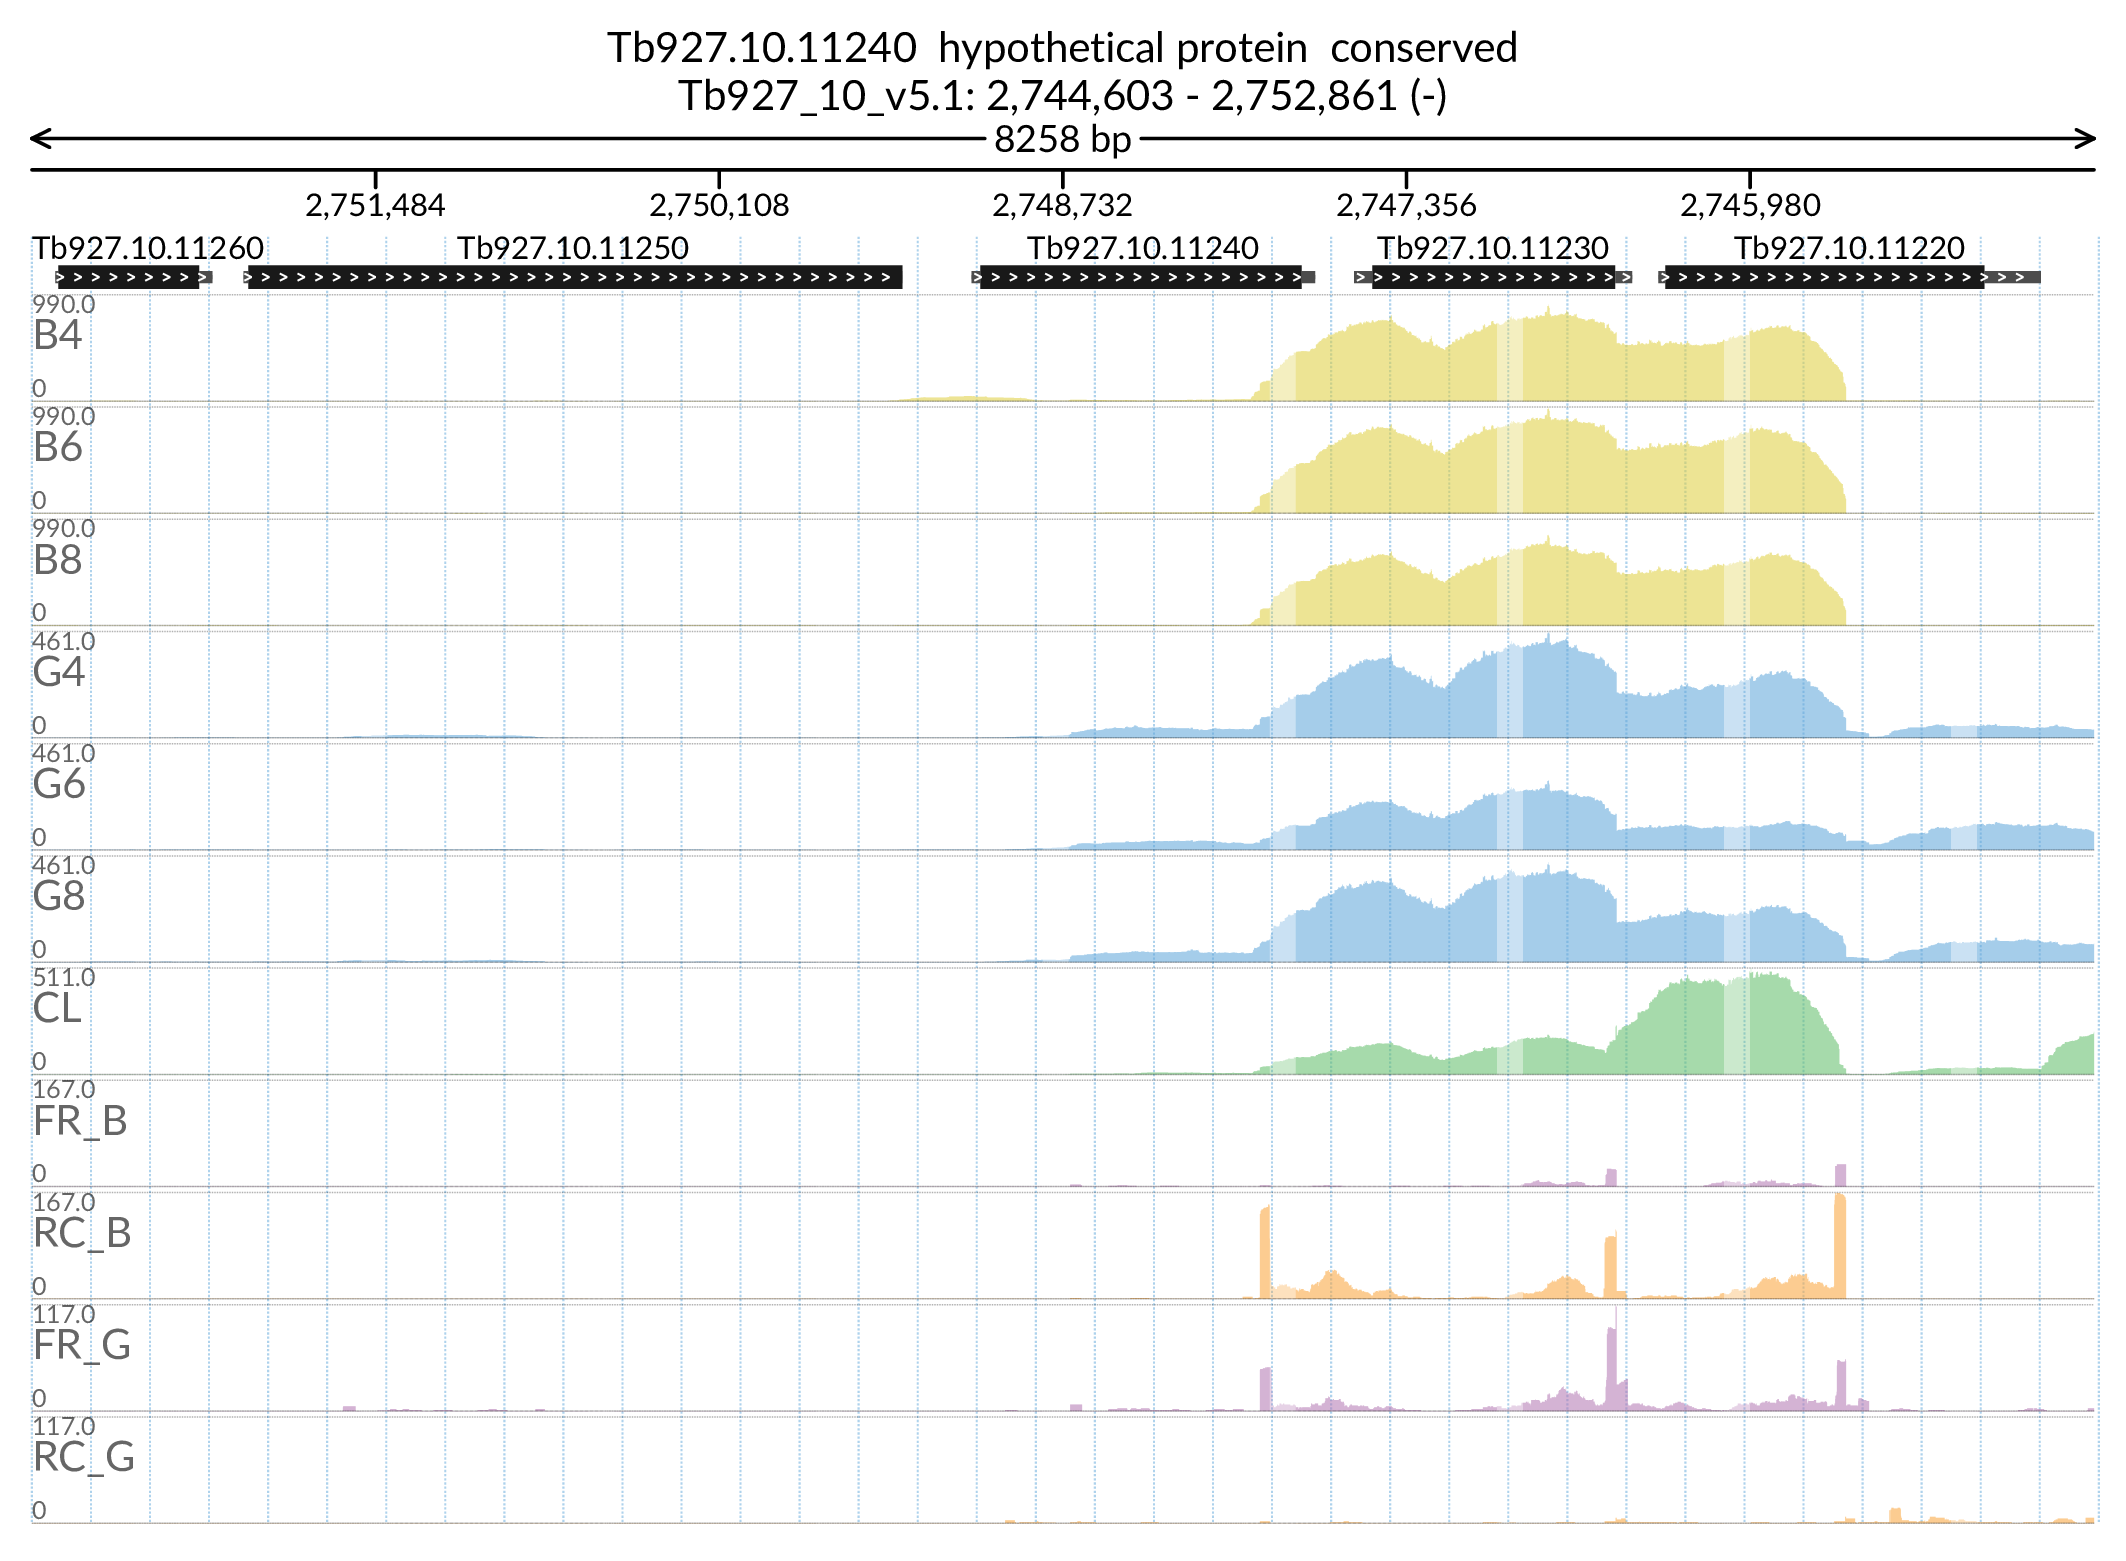 Tb927.10.11240 hypothetical protein conserved
Tb927_10_v5.1: 2,744,603 - 2,752,861 (-)
8258 bp
2,751,484 2,750,108 2,748,732 2,747,356 2,745,980
Tb927.10.11260 Tb927.10.11250 Tb927.10.11240 Tb927.10.11230 Tb927.10.11220
990.0
B4
0
990.0
B6
0
990.0
B8
0
461.0
G4
0
461.0
G6
0
461.0
G8
0
511.0
CL
0
167.0
FR_B
0
167.0
RC_B
0
117.0
FR_G
0
117.0
RC_G
0